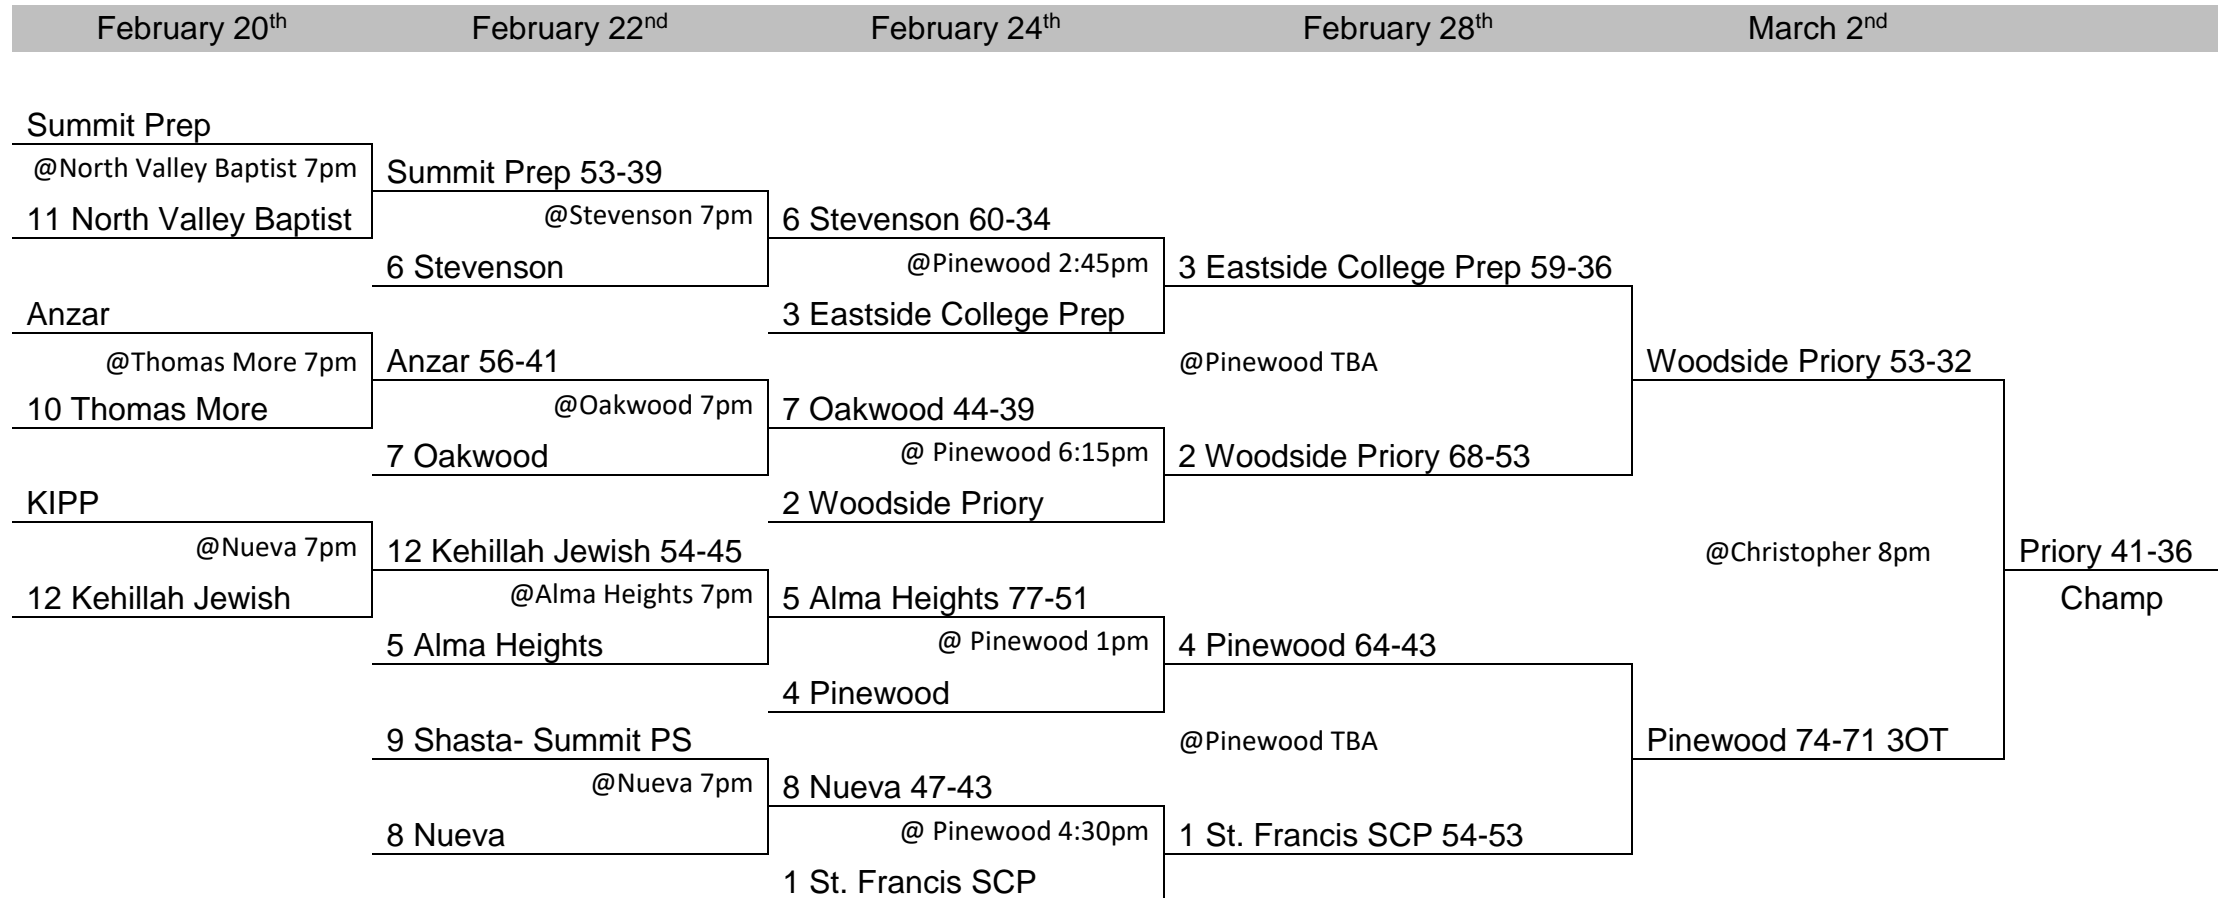 February 20th February 22nd February 24th February 28th March 2nd
Summit Prep
@North Valley Baptist 7pm
11 North Valley Baptist
Anzar
@Thomas More 7pm
10 Thomas More
KIPP
@Nueva 7pm
12 Kehillah Jewish
Summit Prep 53-39
@Stevenson 7pm
6 Stevenson
Anzar 56-41
@Oakwood 7pm
7 Oakwood
12 Kehillah Jewish 54-45
@Alma Heights 7pm
5 Alma Heights
9 Shasta- Summit PS
@Nueva 7pm
8 Nueva
6 Stevenson 60-34
@Pinewood 2:45pm
3 Eastside College Prep
7 Oakwood 44-39
@ Pinewood 6:15pm
2 Woodside Priory
5 Alma Heights 77-51
@ Pinewood 1pm
4 Pinewood
8 Nueva 47-43
@ Pinewood 4:30pm
1 St. Francis SCP
3 Eastside College Prep 59-36
@Pinewood TBA
2 Woodside Priory 68-53
4 Pinewood 64-43
@Pinewood TBA
1 St. Francis SCP 54-53
Woodside Priory 53-32
@Christopher 8pm
Pinewood 74-71 3OT
Priory 41-36
Champ